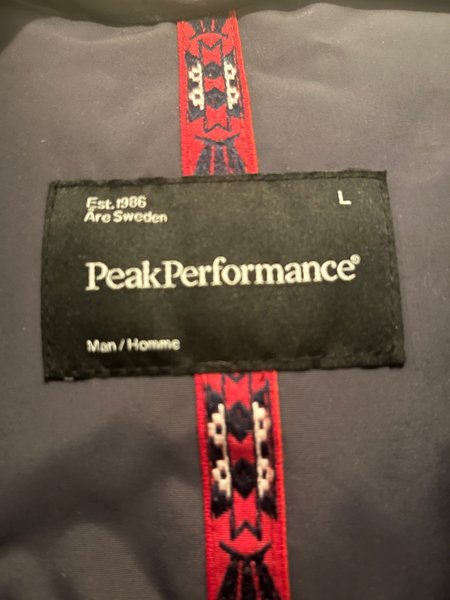 Est.1986
Åre Sweden
L
PeakPerformance®
Man / Homme